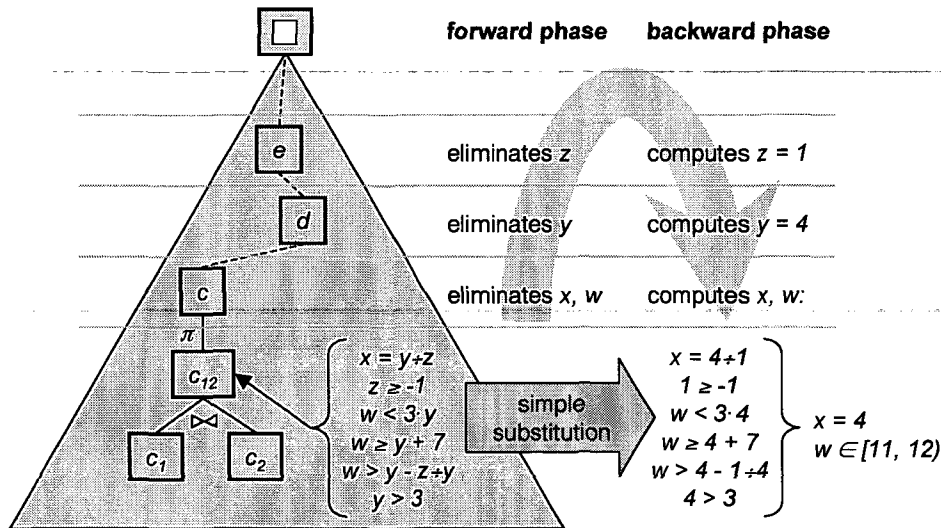 forward phase backward phase
e
eliminates z computes z = 1
d
eliminates y computes y = 4
c
eliminates x, w computes x, w:
π
c12
⋈
c1 c2
x = y÷z
z ≥ -1
w < 3·y
w ≥ y + 7
w > y - z÷y
y > 3
simple
substitution
x = 4÷1
1 ≥ -1
w < 3·4
w ≥ 4 + 7
w > 4 - 1÷4
4 > 3
x = 4
w ∈ [11, 12)